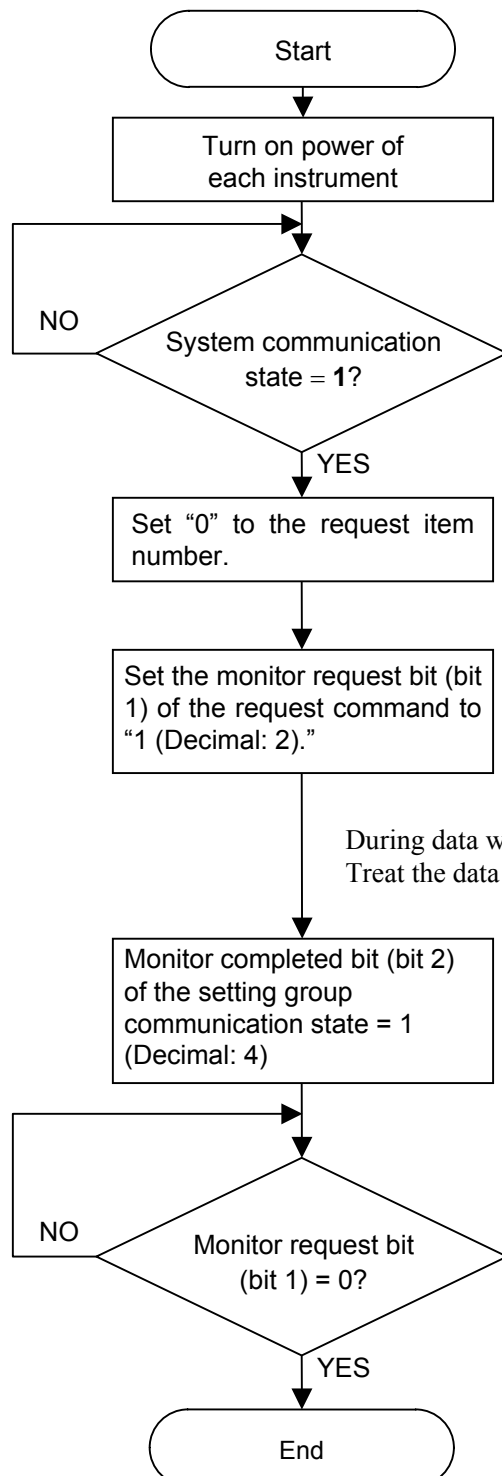 Start
Turn on power of
each instrument
NO
System communication
state = 1?
YES
Set “0” to the request item
number.
Set the monitor request bit (bit
1) of the request command to
“1 (Decimal: 2).”
During data
Treat the data
Monitor completed bit (bit 2)
of the setting group
communication state = 1
(Decimal: 4)
NO
Monitor request bit
(bit 1) = 0?
YES
End